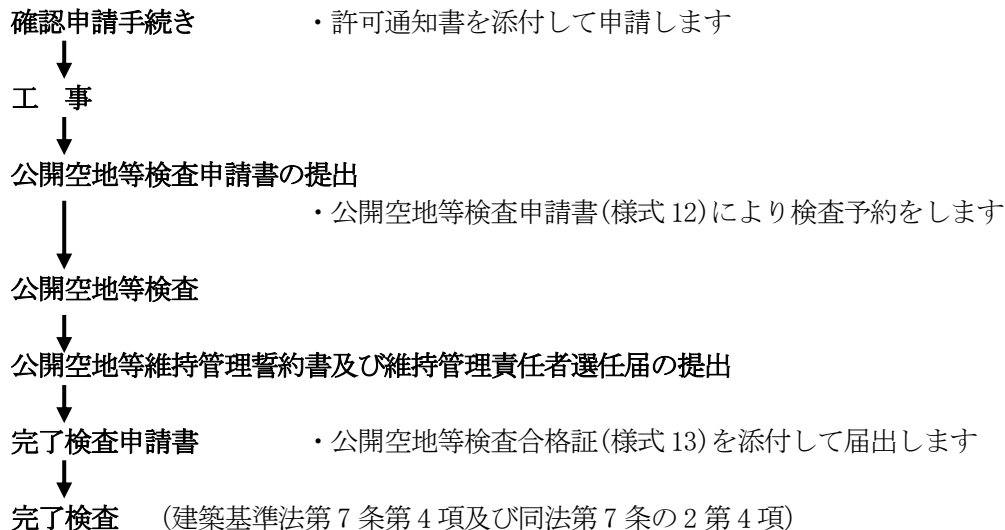 確認申請手続き ・許可通知書を添付して申請します
工 事
公開空地等検査申請書の提出
・公開空地等検査申請書(様式12)により検査予約をします
公開空地等検査
公開空地等維持管理誓約書及び維持管理責任者選任届の提出
完了検査申請書 ・公開空地等検査合格証(様式13)を添付して届出します
完了検査 (建築基準法第7条第4項及び同法第7条の2第4項)